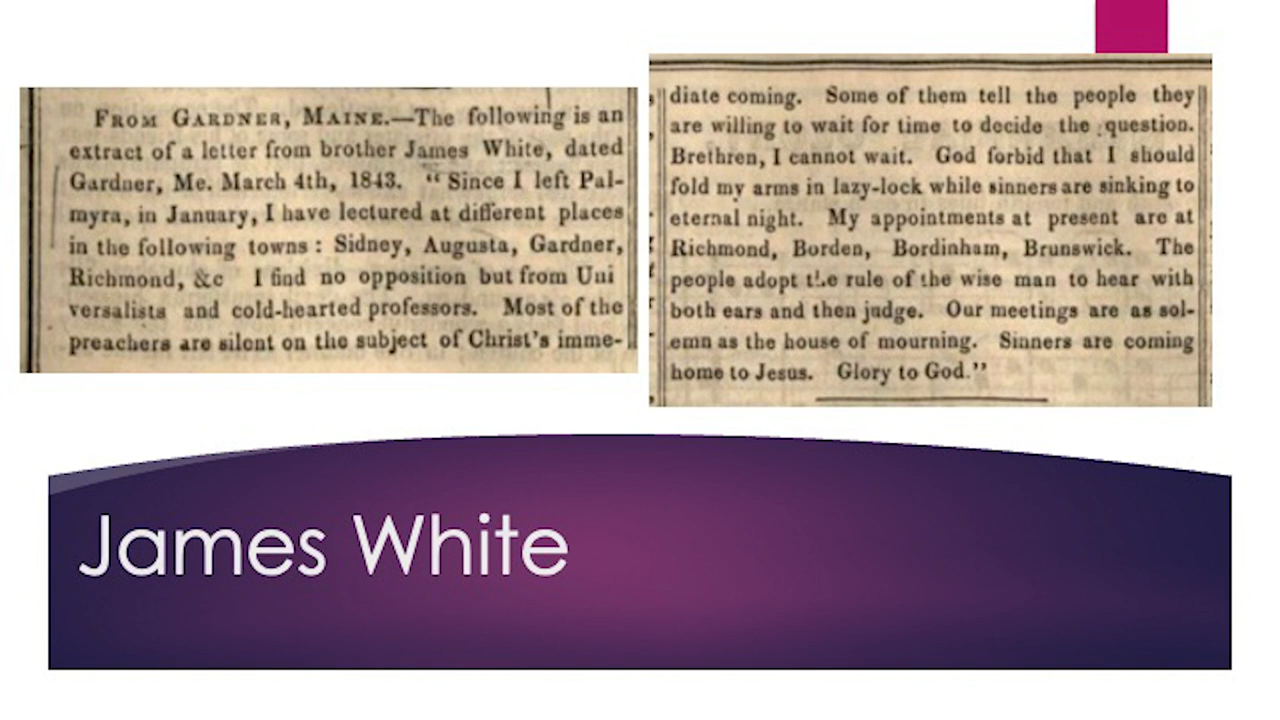 From Gardner, Maine.—The following is an
extract of a letter from brother James White, dated
Gardner, Me. March 4th, 1843. “Since I left Pal-
myra, in January, I have lectured at different places
in the following towns: Sidney, Augusta, Gardner,
Richmond, &c I find no opposition but from Uni
versalists and cold-hearted professors. Most of the
preachers are silent on the subject of Christ's imme-
diate coming. Some of them tell the people they
are willing to wait for time to decide the question.
Brethren, I cannot wait. God forbid that I should
fold my arms in lazy-lock while sinners are sinking to
eternal night. My appointments at present are at
Richmond, Borden, Bordinham, Brunswick. The
people adopt the rule of the wise man to hear with
both ears and then judge. Our meetings are as sol-
emn as the house of mourning. Sinners are coming
home to Jesus. Glory to God.”
James White